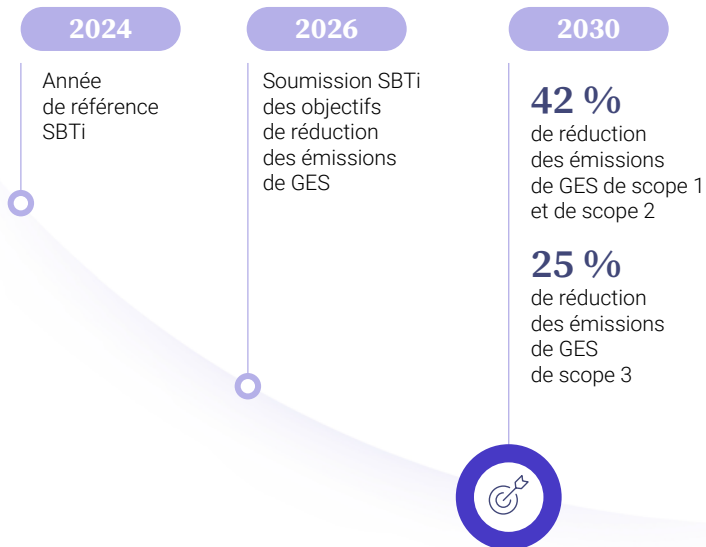 2024
Année
de référence
SBTi
2026
Soumission SBTi
des objectifs
de réduction
des émissions
de GES
2030
42 %
de réduction
des émissions
de GES de scope 1
et de scope 2
25 %
de réduction
des émissions
de GES
de scope 3